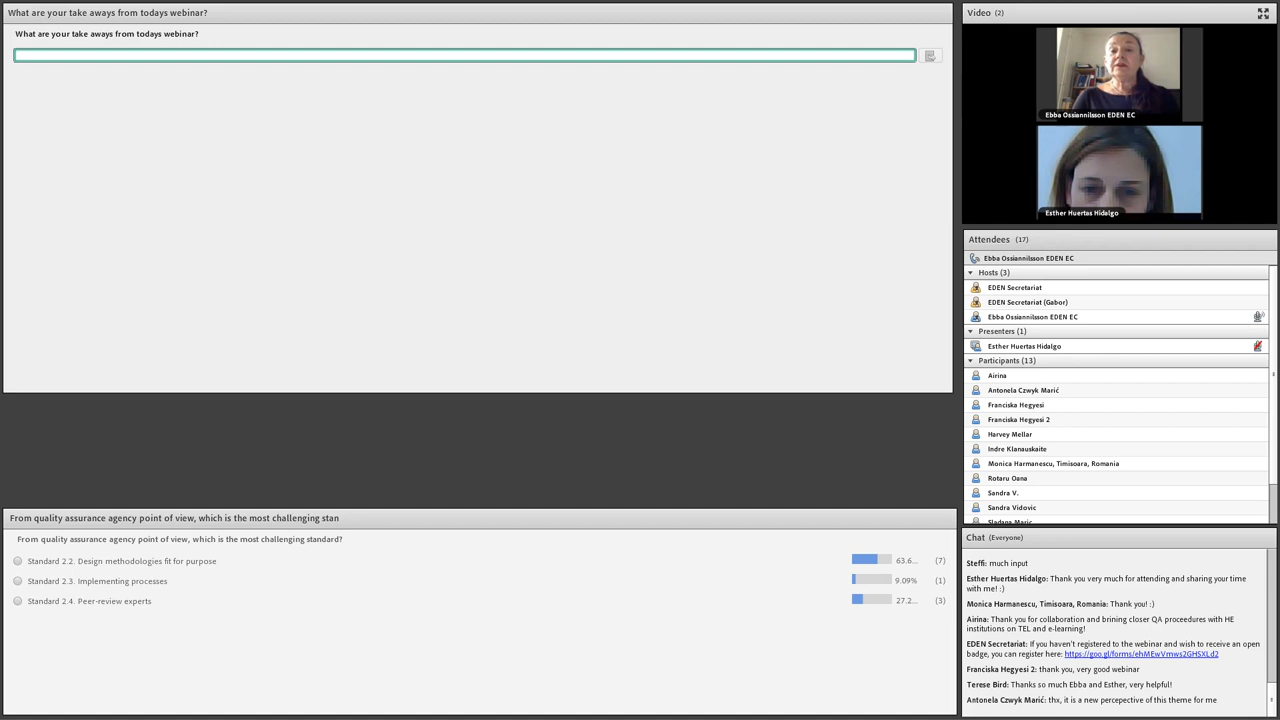 What are your take aways from todays webinar?
What are your take aways from todays webinar?
From quality assurance agency point of view, which is the most challenging stan
From quality assurance agency point of view, which is the most challenging standard?
Standard 2.2. Design methodologies fit for purpose 63.6... (7)
Standard 2.3. Implementing processes 9.09% (1)
Standard 2.4. Peer-review experts 27.2... (3)
Video (2)
Ebba Ossiannilsson EDEN EC
Esther Huertas Hidalgo
Attendees (17)
Ebba Ossiannilsson EDEN EC
Hosts (3)
EDEN Secretariat
EDEN Secretariat (Gabor)
Ebba Ossiannilsson EDEN EC
Presenters (1)
Esther Huertas Hidalgo
Participants (13)
Airina
Antonela Czwyk Marić
Franciska Hegyesi
Franciska Hegyesi 2
Harvey Mellar
Indre Klanauskaite
Monica Harmanescu, Timisoara, Romania
Rotaru Oana
Sandra V.
Sandra Vidovic
Sladana Maric
Chat (Everyone)
Steffi: much input
Esther Huertas Hidalgo: Thank you very much for attending and sharing your time
with me! :)
Monica Harmanescu, Timisoara, Romania: Thank you! :)
Airina: Thank you for collaboration and brining closer QA proceedures with HE
institutions on TEL and e-learning!
EDEN Secretariat: If you haven't registered to the webinar and wish to receive an open
badge, you can register here: https://goo.gl/forms/ehMEwVmws2GHSXLd2
Franciska Hegyesi 2: thank you, very good webinar
Terese Bird: Thanks so much Ebba and Esther, very helpful!
Antonela Czwyk Marić: thx, it is a new percepective of this theme for me